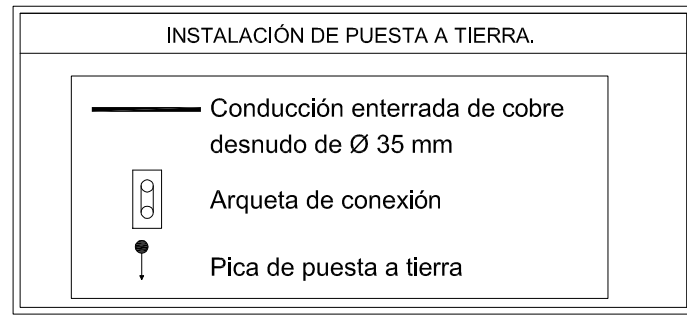 INSTALACIÓN DE PUESTA A TIERRA.
Conducción enterrada de cobre
desnudo de Ø 35 mm
Arqueta de conexión
Pica de puesta a tierra